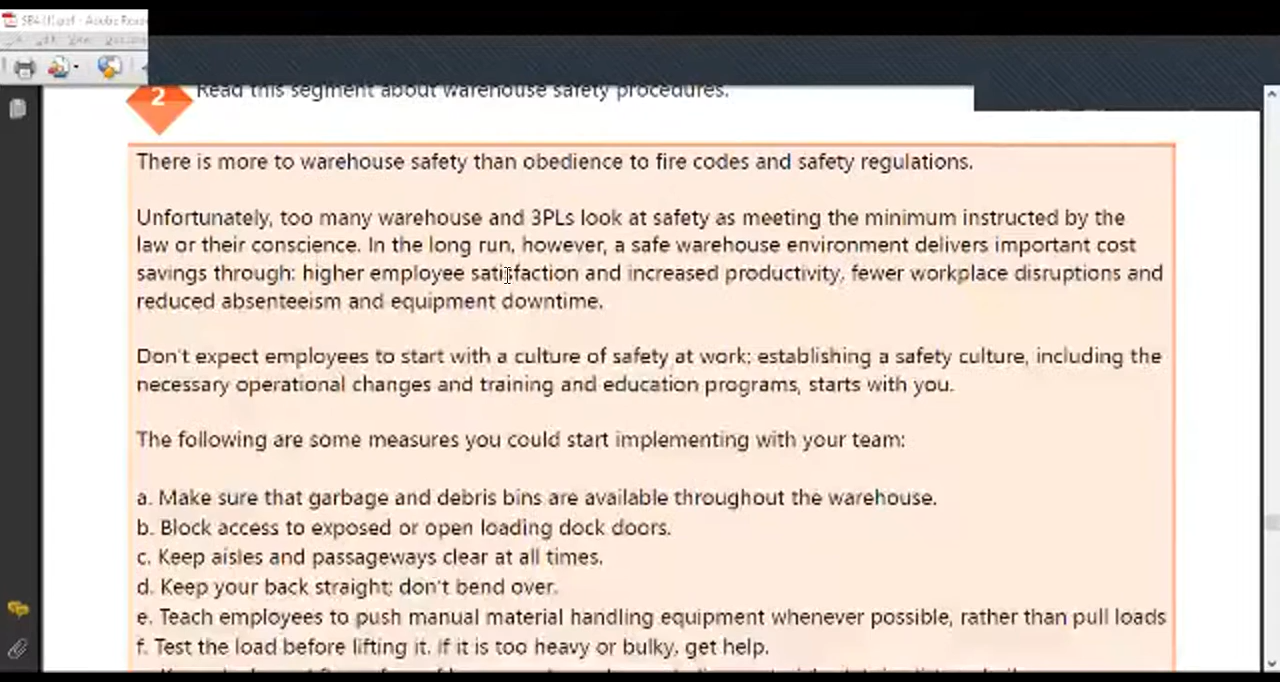 2
Read this segment about warehouse safety procedures.
There is more to warehouse safety than obedience to fire codes and safety regulations.
Unfortunately, too many warehouse and 3PLs look at safety as meeting the minimum instructed by the
law or their conscience. In the long run, however, a safe warehouse environment delivers important cost
savings through: higher employee satisfaction and increased productivity, fewer workplace disruptions and
reduced absenteeism and equipment downtime.
Don't expect employees to start with a culture of safety at work; establishing a safety culture, including the
necessary operational changes and training and education programs, starts with you.
The following are some measures you could start implementing with your team:
a. Make sure that garbage and debris bins are available throughout the warehouse.
b. Block access to exposed or open loading dock doors.
c. Keep aisles and passageways clear at all times.
d. Keep your back straight; don't bend over.
e. Teach employees to push manual material handling equipment whenever possible, rather than pull loads
f. Test the load before lifting it. If it is too heavy or bulky, get help.